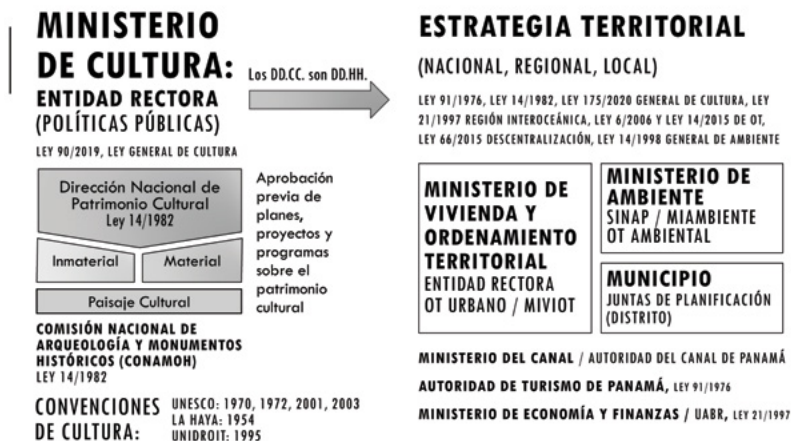 MINISTERIO
DE CULTURA:
ENTIDAD RECTORA
(POLÍTICAS PÚBLICAS)
LEY 90/2019, LEY GENERAL DE CULTURA
Los DD.CC. son DD.HH.
Dirección Nacional de
Patrimonio Cultural
Ley 14/1982
Inmaterial
Material
Paisaje Cultural
Aprobación
previa de
planes,
proyectos y
programas
sobre el
patrimonio
cultural
COMISIÓN NACIONAL DE
ARQUEOLOGÍA Y MONUMENTOS
HISTÓRICOS (CONAMOH)
LEY 14/1982
CONVENCIONES
DE CULTURA:
UNESCO: 1970, 1972, 2001, 2003
LA HAYA: 1954
UNIDROIT: 1995
ESTRATEGIA TERRITORIAL
(NACIONAL, REGIONAL, LOCAL)
LEY 91/1976, LEY 14/1982, LEY 175/2020 GENERAL DE CULTURA, LEY
21/1997 REGIÓN INTEROCEÁNICA, LEY 6/2006 Y LEY 14/2015 DE OT,
LEY 66/2015 DESCENTRALIZACIÓN, LEY 14/1998 GENERAL DE AMBIENTE
MINISTERIO DE
VIVIENDA Y
ORDENAMIENTO
TERRITORIAL
ENTIDAD RECTORA
OT URBANO / MIVIOT
MINISTERIO DE
AMBIENTE
SINAP / MIAMBIENTE
OT AMBIENTAL
MUNICIPIO
JUNTAS DE PLANIFICACIÓN
(DISTRITO)
MINISTERIO DEL CANAL / AUTORIDAD DEL CANAL DE PANAMÁ
AUTORIDAD DE TURISMO DE PANAMÁ, LEY 91/1976
MINISTERIO DE ECONOMÍA Y FINANZAS / UABR, LEY 21/1997